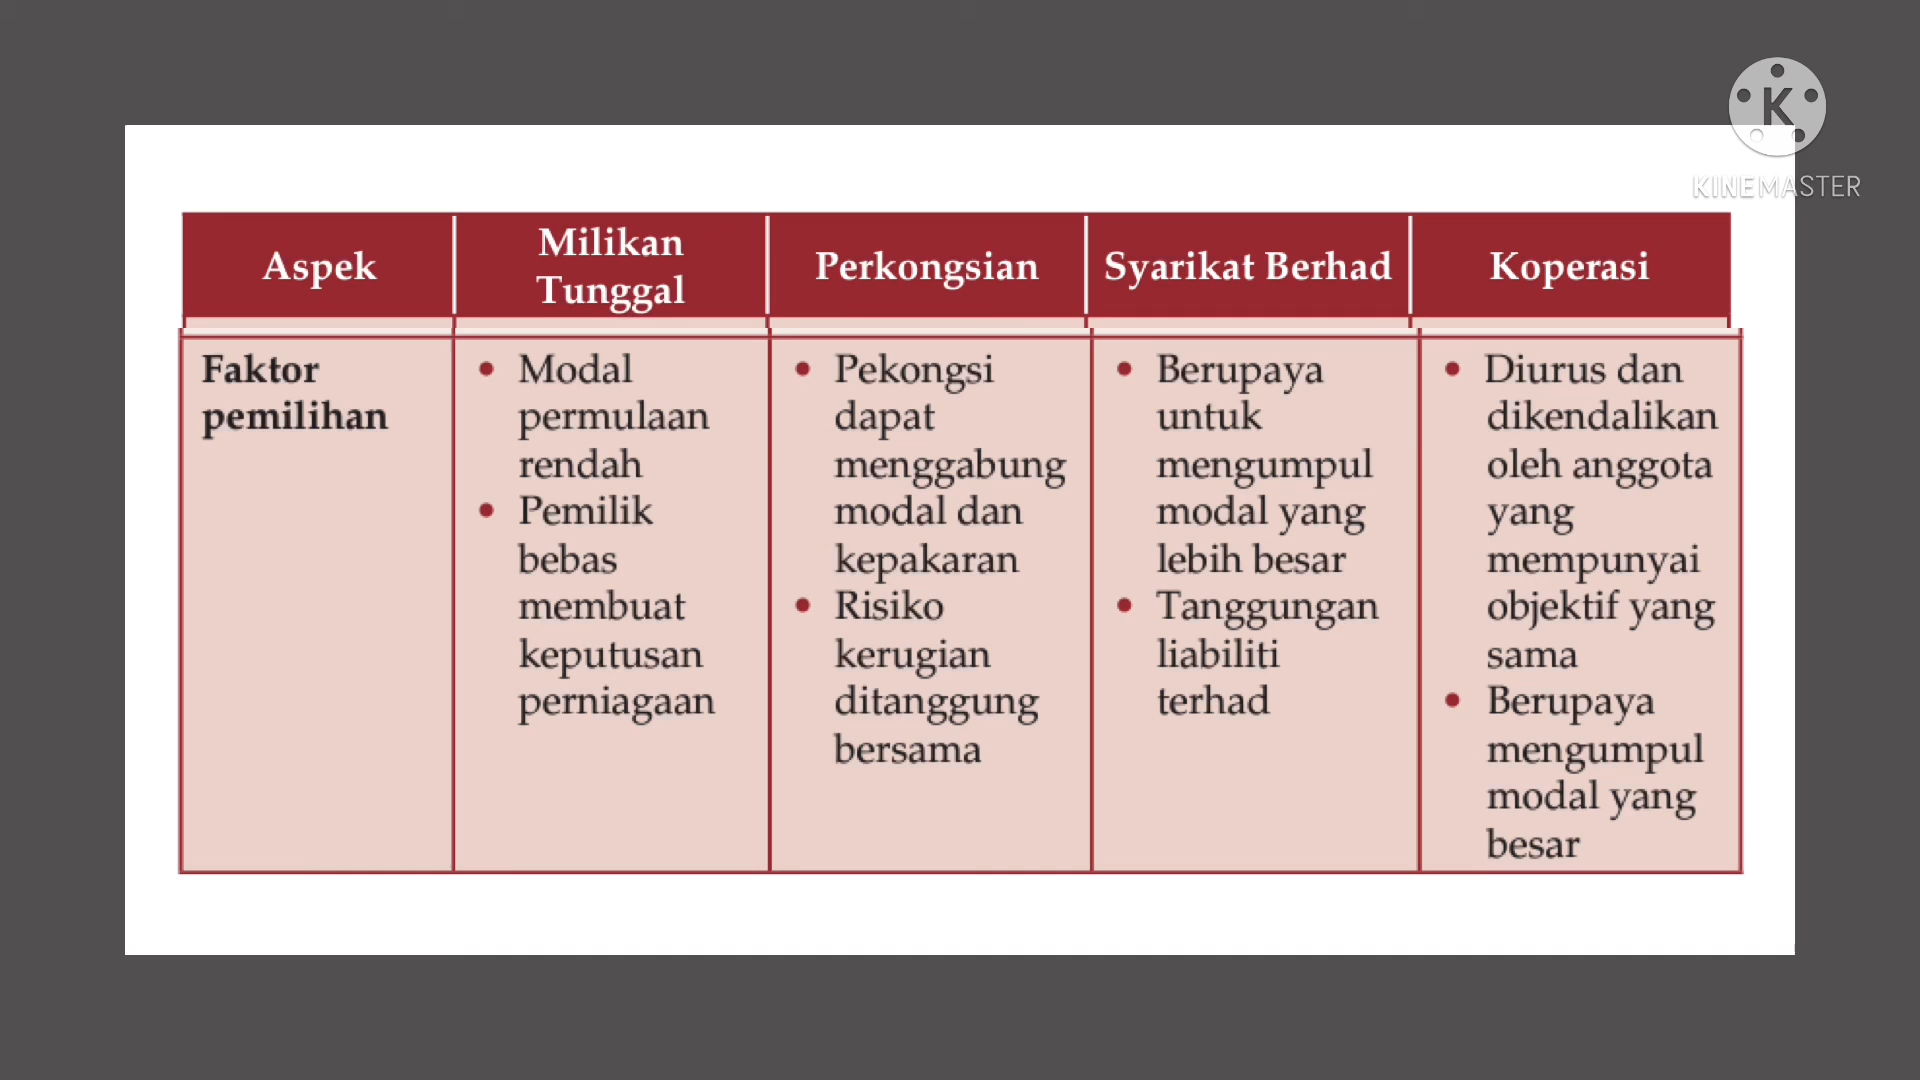 K
KINEMASTER
Aspek
Milikan
Tunggal
Perkongsian
Syarikat Berhad
Koperasi
Faktor
pemilihan
• Modal
permulaan
rendah
• Pemilik
bebas
membuat
keputusan
perniagaan
• Pekongsi
dapat
menggabung
modal dan
kepakaran
• Risiko
kerugian
ditanggung
bersama
• Berupaya
untuk
mengumpul
modal yang
lebih besar
• Tanggungan
liabiliti
terhad
• Diurus dan
dikendalikan
oleh anggota
yang
mempunyai
objektif yang
sama
• Berupaya
mengumpul
modal yang
besar